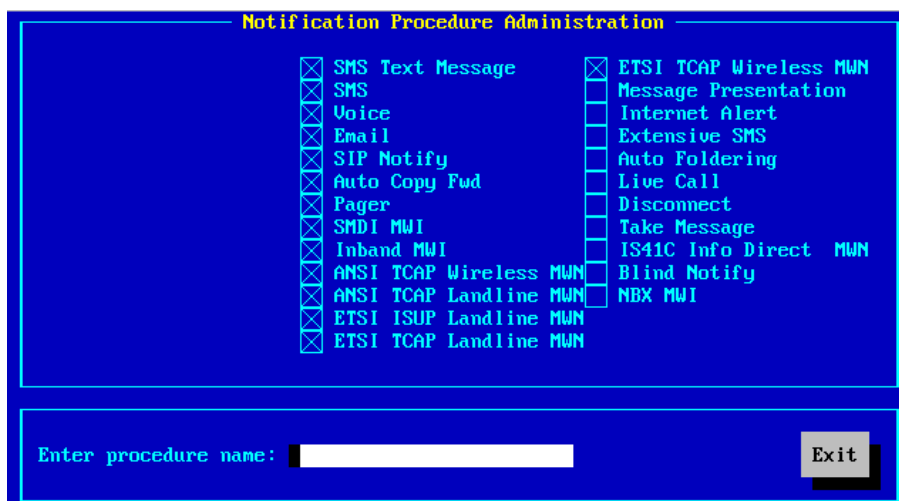 Notification Procedure Administration
SMS Text Message
SMS
Voice
Email
SIP Notify
Auto Copy Fwd
Pager
SMDI MWI
Inband MWI
ANSI TCAP Wireless MWN
ANSI TCAP Landline MWN
ETSI ISUP Landline MWN
ETSI TCAP Landline MWN
ETSI TCAP Wireless MWN
Message Presentation
Internet Alert
Extensive SMS
Auto Foldering
Live Call
Disconnect
Take Message
IS41C Info Direct MWN
Blind Notify
NBX MWI
Enter procedure name:
Exit